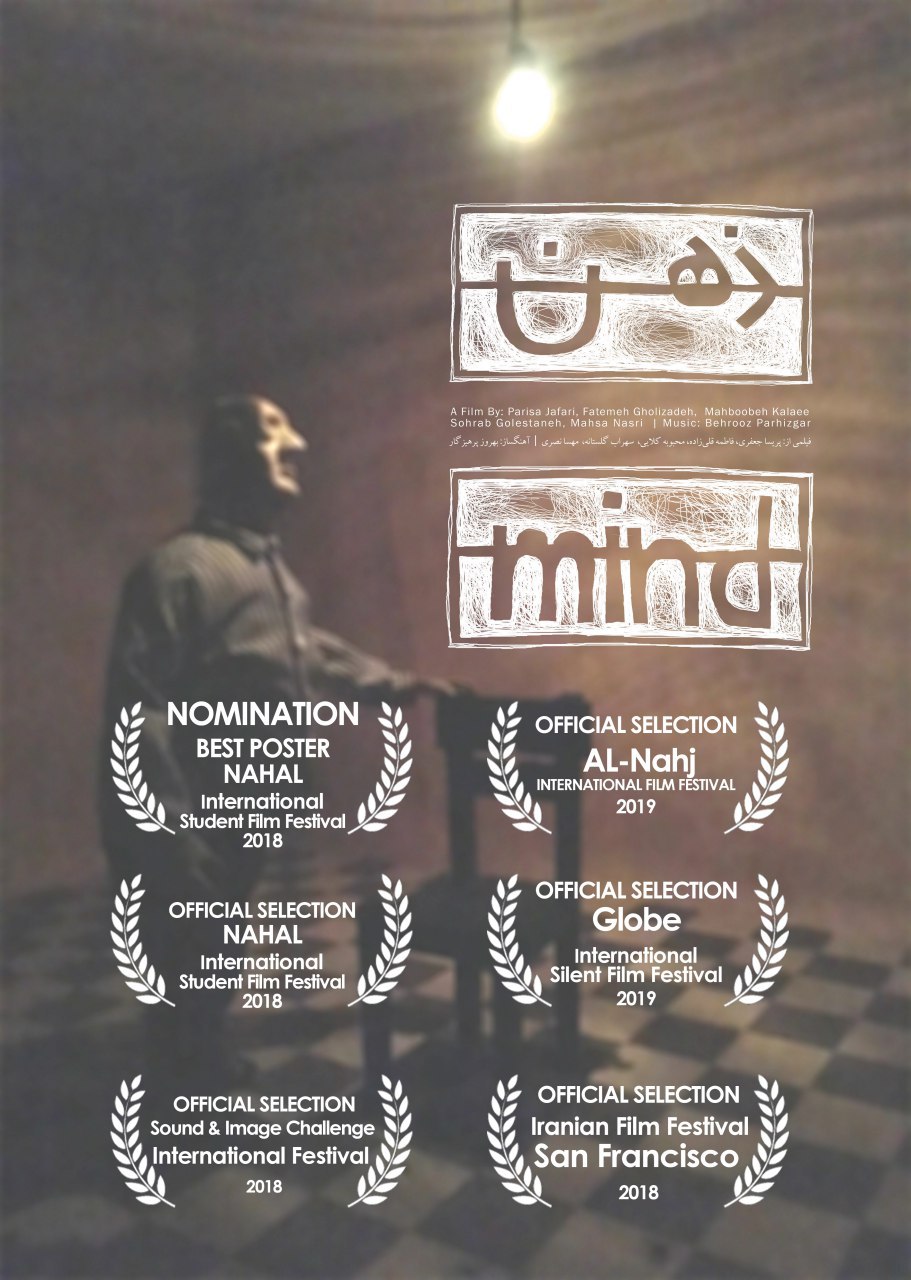 ذهن
A Film By: Parisa Jafari, Fatemeh Gholizadeh, Mahboobeh Kalaee
Sohrab Golestaneh, Mahsa Nasri | Music: Behrooz Parhizgar
فیلمی از: پریسا جعفری، فاطمه قلی‌زاده، محبوبه کلایی، سهراب گلستانه، مهسا نصری | آهنگساز: بهروز پرهیزگار
mind
NOMINATION
BEST POSTER
NAHAL
International
Student Film Festival
2018
OFFICIAL SELECTION
AL-Nahj
INTERNATIONAL FILM FESTIVAL
2019
OFFICIAL SELECTION
NAHAL
International
Student Film Festival
2018
OFFICIAL SELECTION
Globe
International
Silent Film Festival
2019
OFFICIAL SELECTION
Sound & Image Challenge
International Festival
2018
OFFICIAL SELECTION
Iranian Film Festival
San Francisco
2018